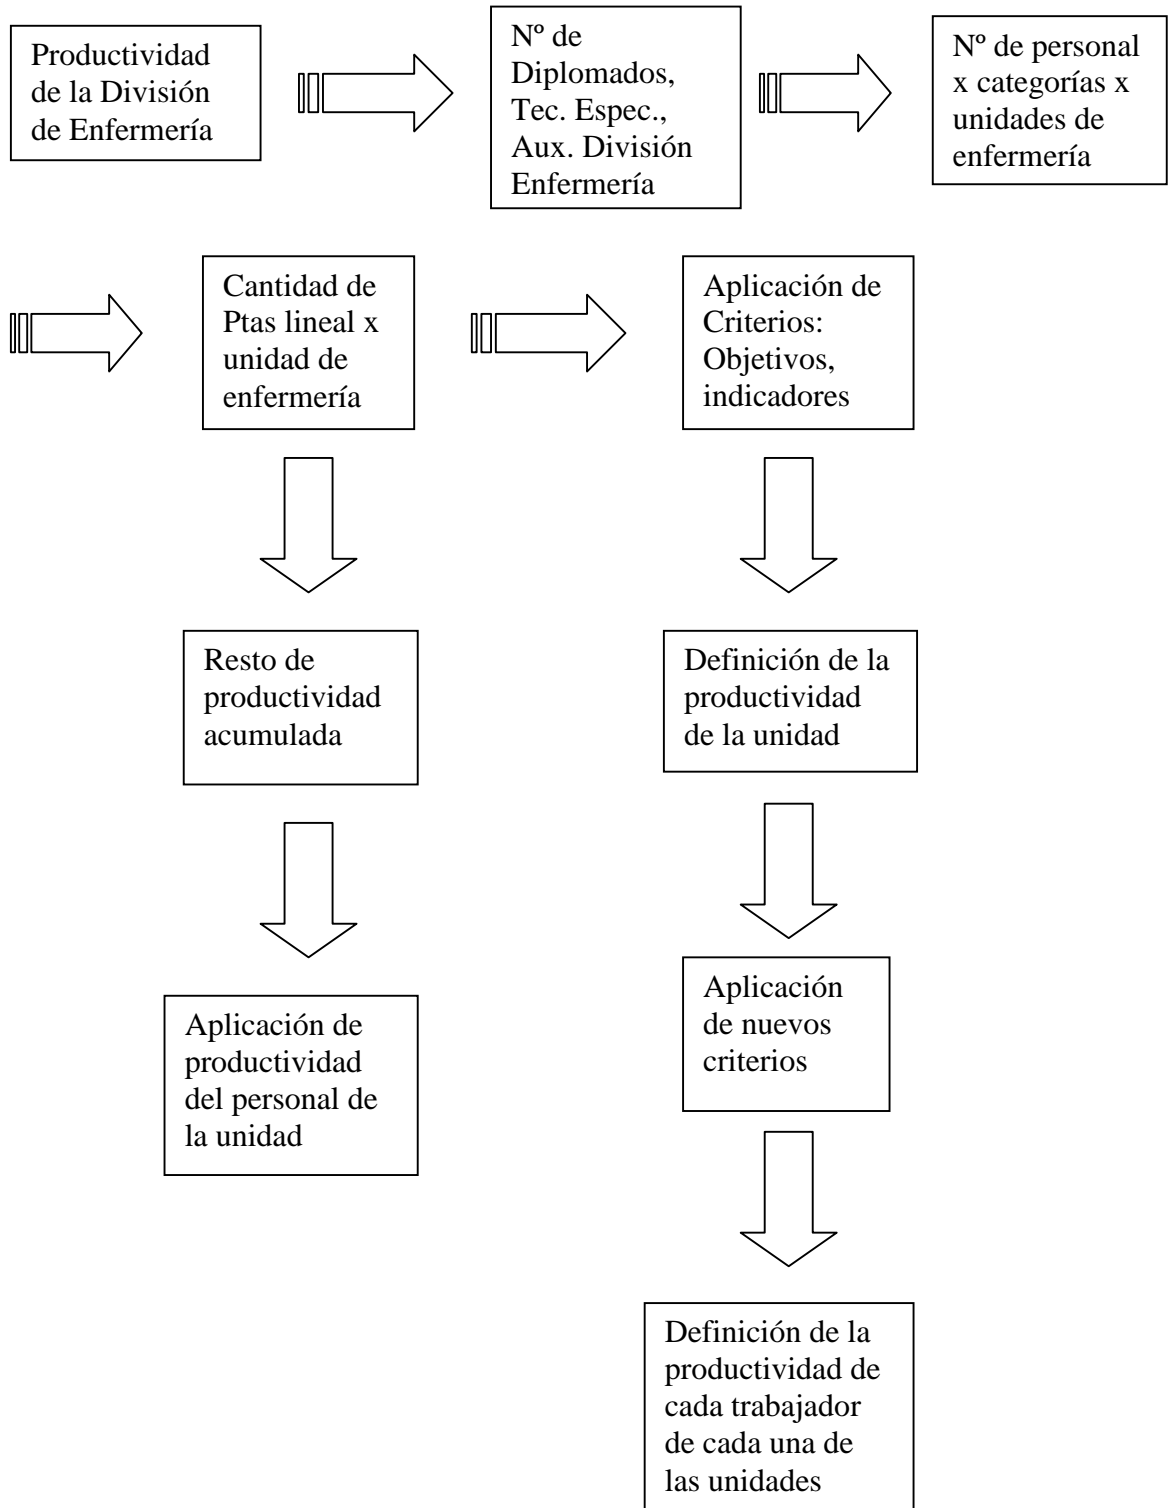 Productividad
de la División
de Enfermería
Nº de
Diplomados,
Tec. Espec.,
Aux. División
Enfermería
Nº de personal
x categorías x
unidades de
enfermería
Cantidad de
Ptas lineal x
unidad de
enfermería
Aplicación de
Criterios:
Objetivos,
indicadores
Resto de
productividad
acumulada
Definición de la
productividad
de la unidad
Aplicación de
productividad
del personal de
la unidad
Aplicación
de nuevos
criterios
Definición de la
productividad de
cada trabajador
de cada una de
las unidades